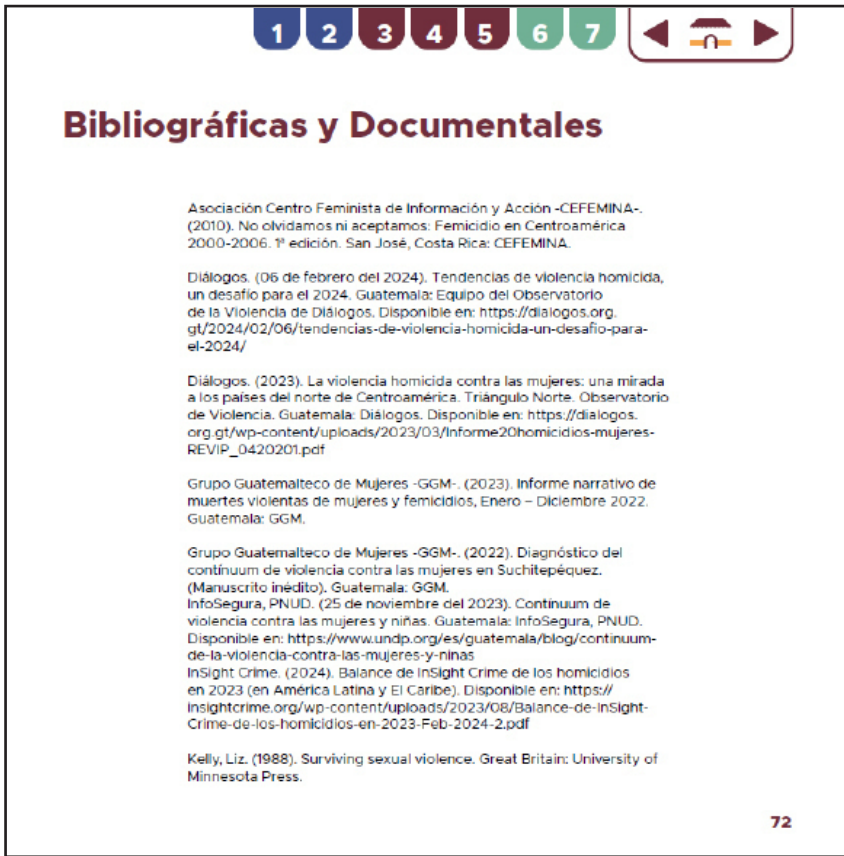 1 2 3 4 5 6 7
Bibliográficas y Documentales
Asociación Centro Feminista de Información y Acción -CEFEMINA-.
(2010). No olvidamos ni aceptamos: Femicidio en Centroamérica
2000-2006. 1ª edición. San José, Costa Rica: CEFEMINA.
Diálogos. (06 de febrero del 2024). Tendencias de violencia homicida,
un desafío para el 2024. Guatemala: Equipo del Observatorio
de la Violencia de Diálogos. Disponible en: https://dialogos.org.
gt/2024/02/06/tendencias-de-violencia-homicida-un-desafio-para-
el-2024/
Diálogos. (2023). La violencia homicida contra las mujeres: una mirada
a los países del norte de Centroamérica. Triángulo Norte. Observatorio
de Violencia. Guatemala: Diálogos. Disponible en: https://dialogos.
org.gt/wp-content/uploads/2023/03/Informe20homicidios-mujeres-
REVIP_0420201.pdf
Grupo Guatemalteco de Mujeres -GGM-. (2023). Informe narrativo de
muertes violentas de mujeres y femicidios, Enero – Diciembre 2022.
Guatemala: GGM.
Grupo Guatemalteco de Mujeres -GGM-. (2022). Diagnóstico del
contínuum de violencia contra las mujeres en Suchitepéquez.
(Manuscrito inédito). Guatemala: GGM.
InfoSegura, PNUD. (25 de noviembre del 2023). Contínuum de
violencia contra las mujeres y niñas. Guatemala: InfoSegura, PNUD.
Disponible en: https://www.undp.org/es/guatemala/blog/continuum-
de-la-violencia-contra-las-mujeres-y-ninas
InSight Crime. (2024). Balance de InSight Crime de los homicidios
en 2023 (en América Latina y El Caribe). Disponible en: https://
insightcrime.org/wp-content/uploads/2023/08/Balance-de-InSight-
Crime-de-los-homicidios-en-2023-Feb-2024-2.pdf
Kelly, Liz. (1988). Surviving sexual violence. Great Britain: University of
Minnesota Press.
72